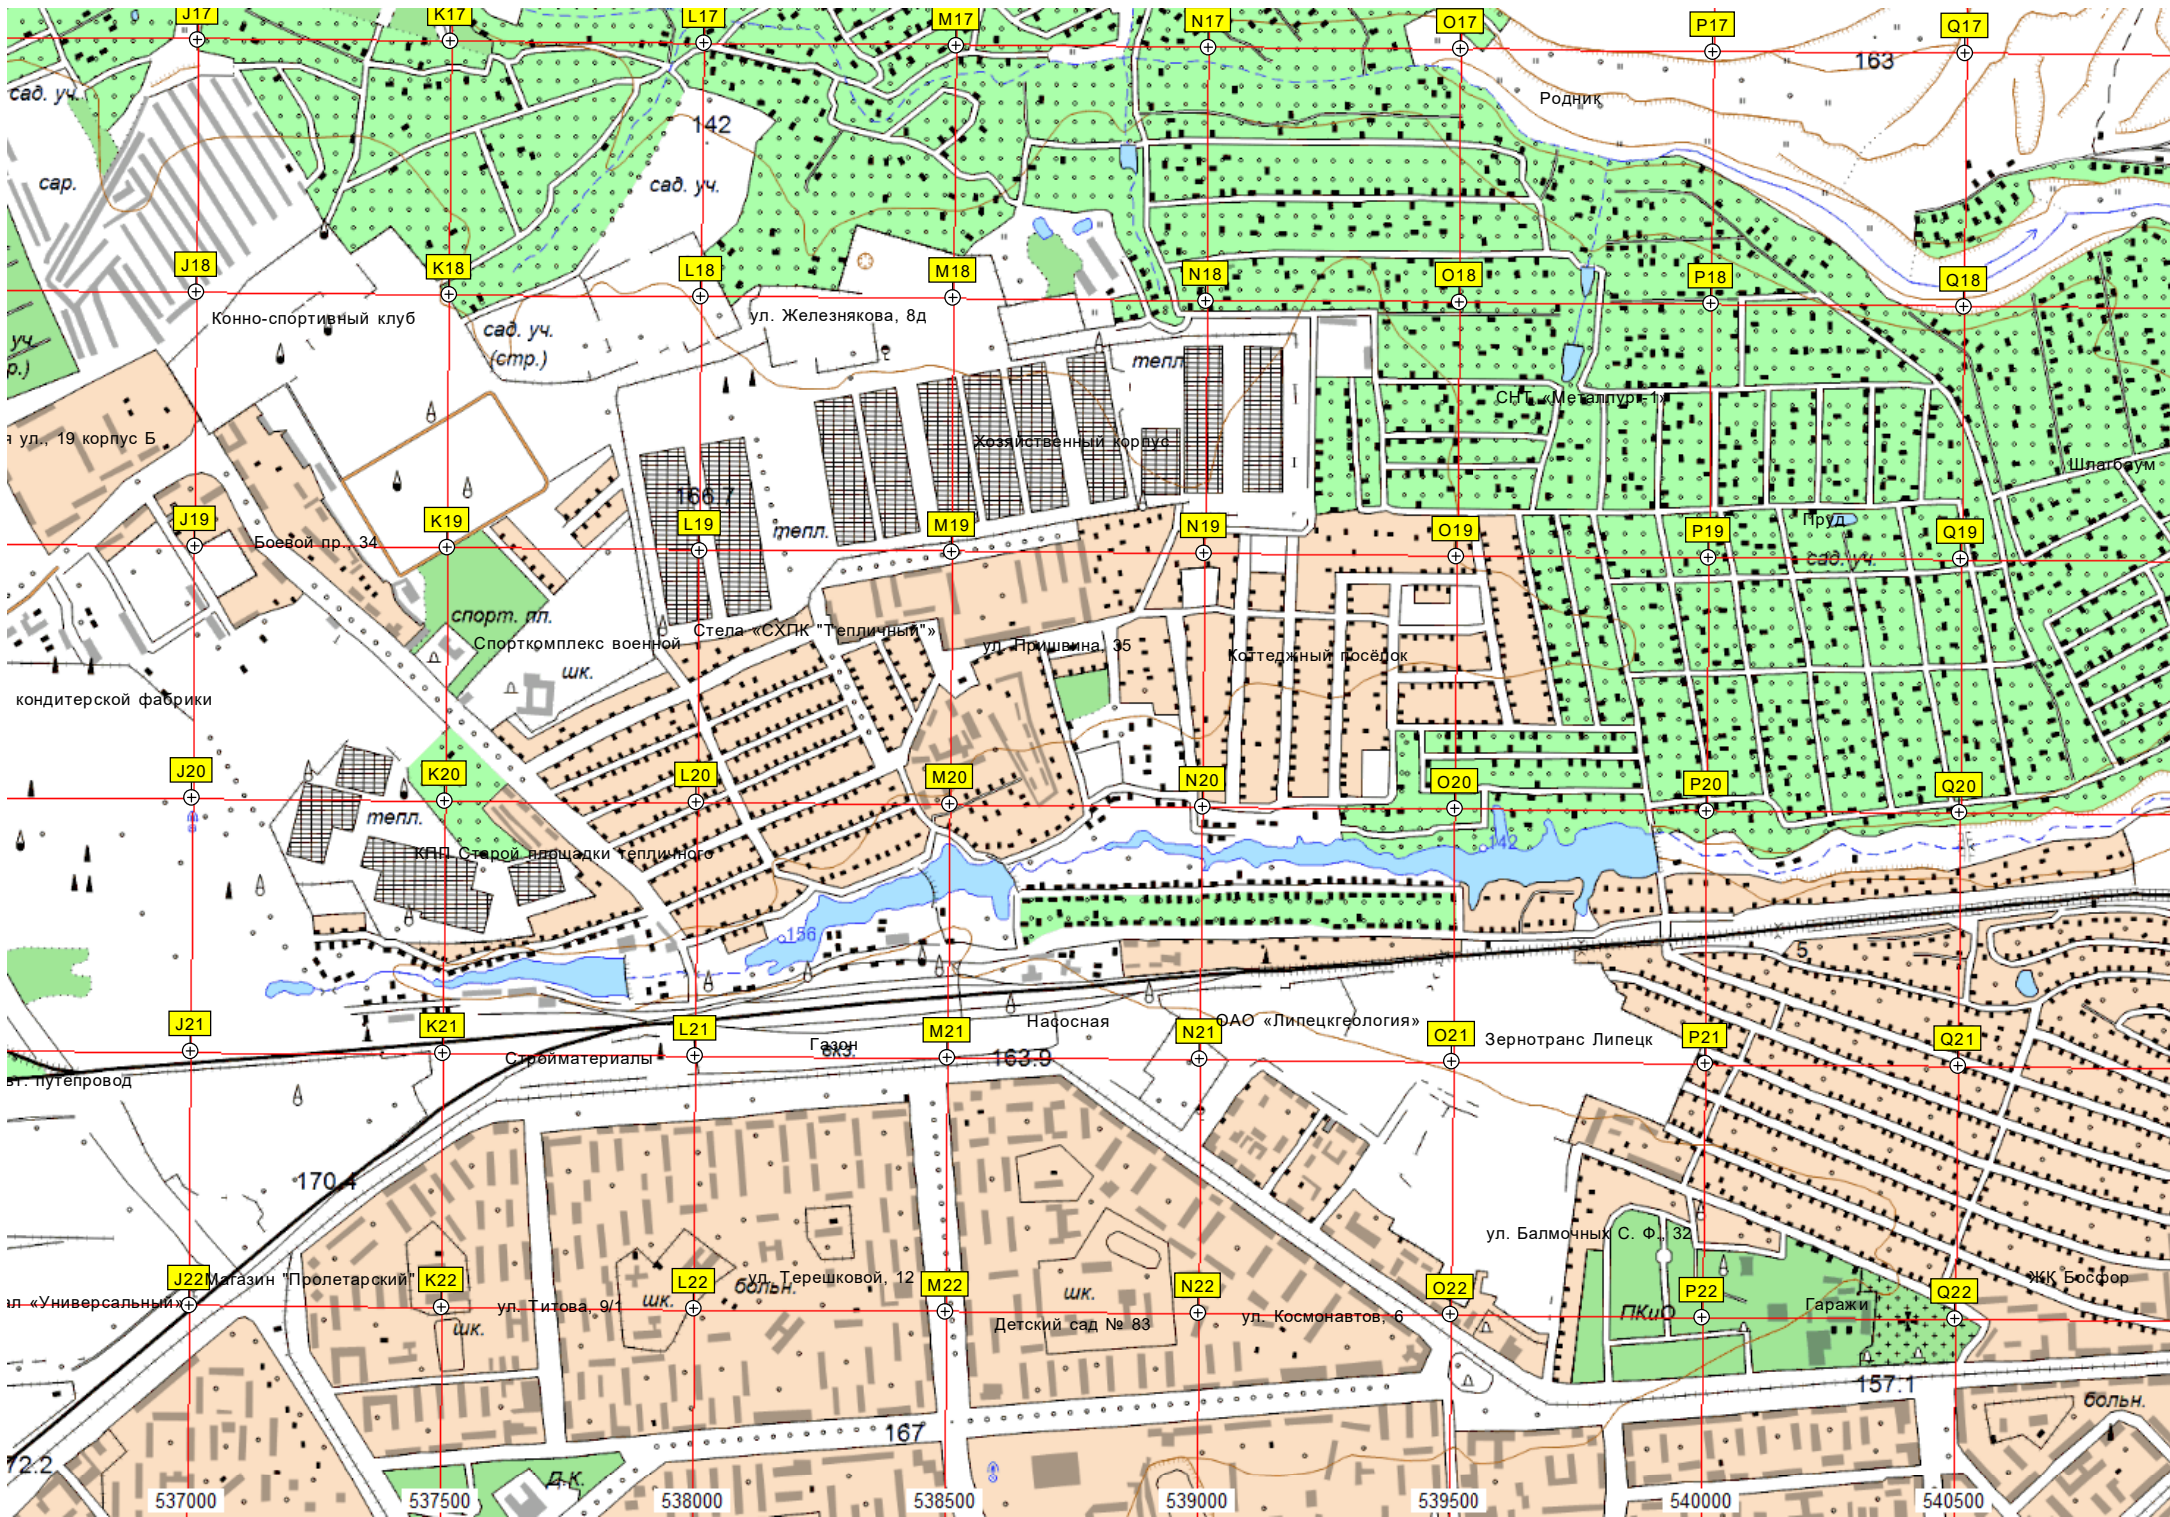 J17 K17 L17 M17 N17 O17 P17 Q17
163
сад. уч.
Родник
142
сар.
сад. уч.
J18 K18 L18 M18 N18 O18 P18 Q18
Конно-спортивный клуб
ул. Железнякова, 8д
сад. уч.
(стр.)
уч
р.)
тепл.
СНТ «Металлург-1»
я ул., 19 корпус Б
Хозяйственный корпус
Шлагбаум
166.7
J19 K19 L19 M19 N19 O19 P19 Q19
тепл.
Пруд
Боевой пр., 34
сад. уч.
спорт. пл.
Спорткомплекс военной
Стела «СХПК "Тепличный"»
ул. Пришвина, 35
Коттеджный посёлок
шк.
кондитерской фабрики
J20 K20 L20 M20 N20 O20 P20 Q20
тепл.
142
КПП Старой площадки тепличного
156
5
J21 K21 L21 M21 N21 O21 P21 Q21
Насосная
ОАО «Липецкгеология»
Зернотранс Липецк
Газон
вкз.
Стройматериалы
163.9
вт. путепровод
170.4
ул. Балмочных С. Ф., 32
J22 K22 L22 M22 N22 O22 P22 Q22
Магазин "Пролетарский"
ул. Терешковой, 12
ЖК Босфор
больн.
шк.
шк.
ал «Универсальный»
ул. Титова, 9/1
ПКиО
Гаражи
шк.
Детский сад № 83
ул. Космонавтов, 6
157.1
больн.
167
72.2
Д.К.
537000 537500 538000 538500 539000 539500 540000 540500